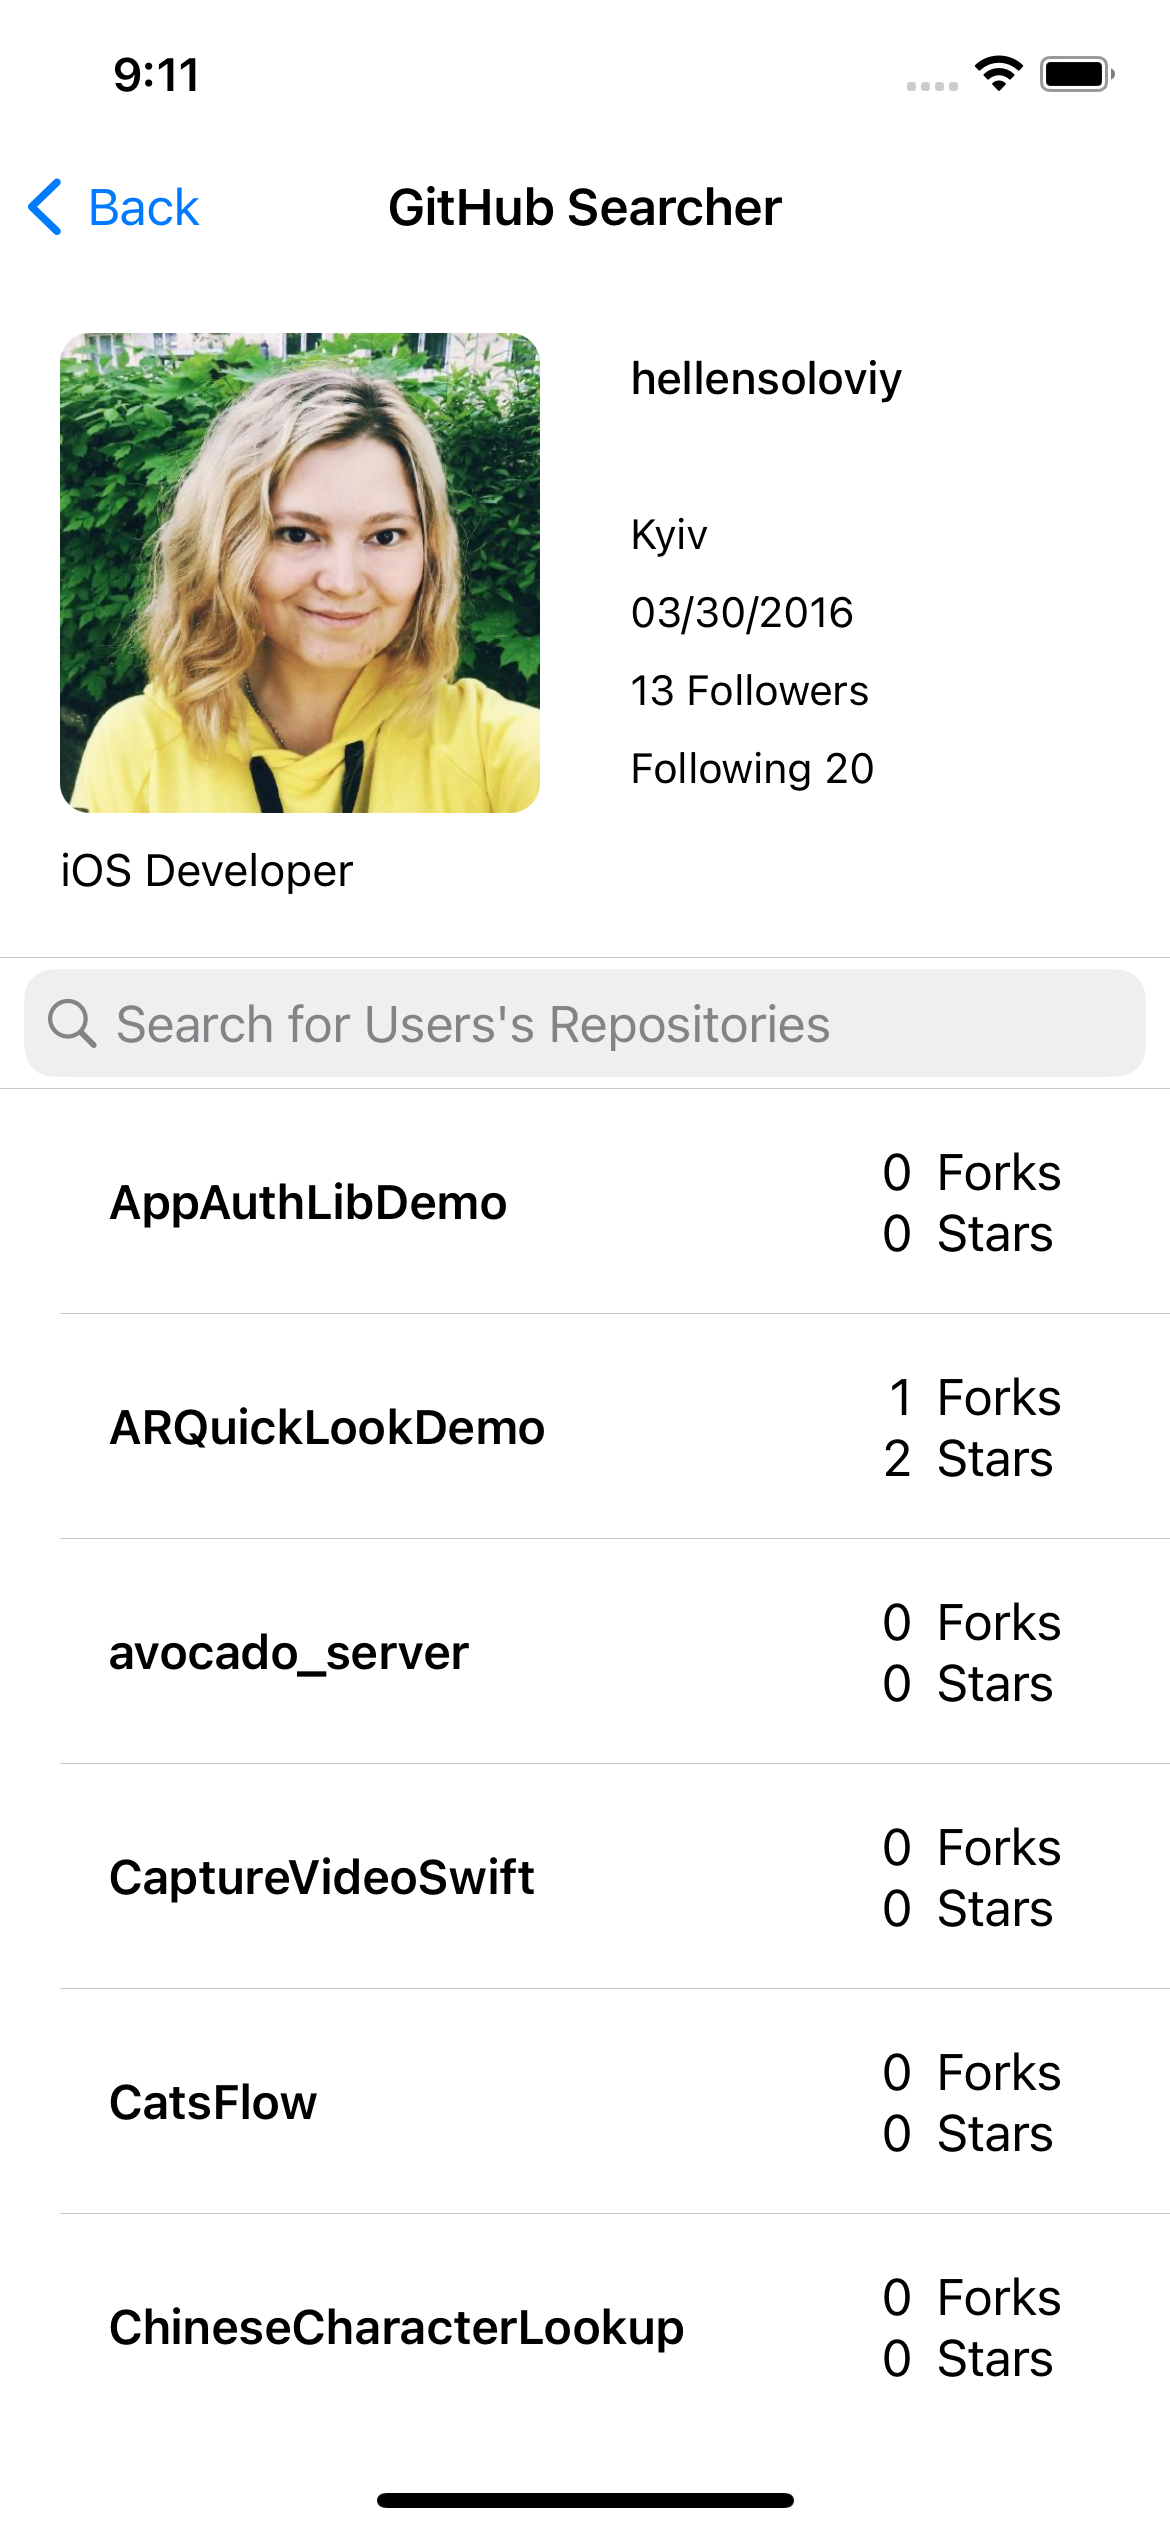 9:11
Back
GitHub Searcher
hellensoloviy
Kyiv
03/30/2016
13 Followers
Following 20
iOS Developer
Search for Users's Repositories
AppAuthLibDemo
0 Forks
0 Stars
ARQuickLookDemo
1 Forks
2 Stars
avocado_server
0 Forks
0 Stars
CaptureVideoSwift
0 Forks
0 Stars
CatsFlow
0 Forks
0 Stars
ChineseCharacterLookup
0 Forks
0 Stars